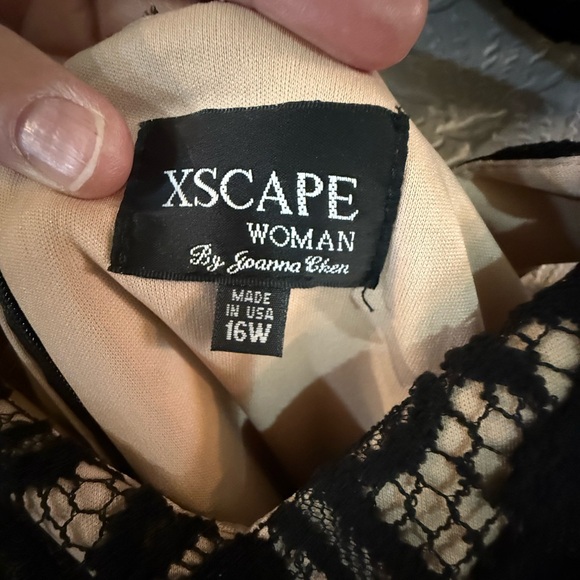 XSCAPE
WOMAN
By Joanna Chen
MADE
IN USA
16W